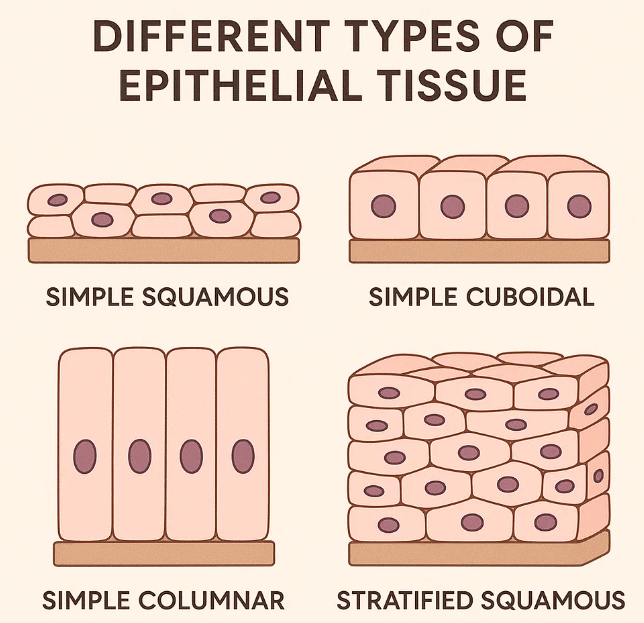 DIFFERENT TYPES OF
EPITHELIAL TISSUE
SIMPLE SQUAMOUS
SIMPLE CUBOIDAL
SIMPLE COLUMNAR
STRATIFIED SQUAMOUS